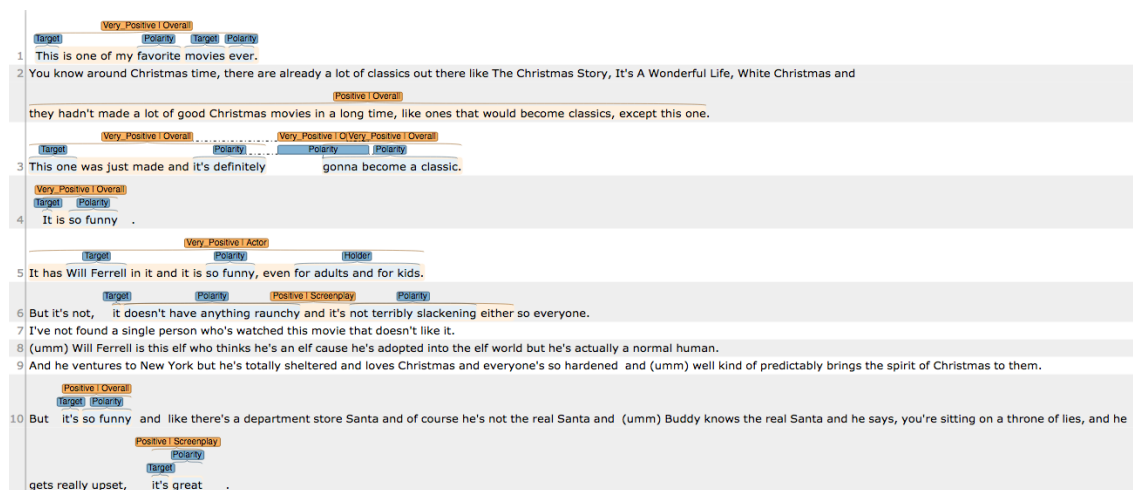 Very_Positive | Overall
Target Polarity Target Polarity
1 This is one of my favorite movies ever.
2 You know around Christmas time, there are already a lot of classics out there like The Christmas Story, It's A Wonderful Life, White Christmas and
Positive | Overall
they hadn't made a lot of good Christmas movies in a long time, like ones that would become classics, except this one.
Very_Positive | Overall Very_Positive | O Very_Positive | Overall
Target Polarity Polarity Polarity
3 This one was just made and it's definitely gonna become a classic.
Very_Positive | Overall
Target Polarity
4 It is so funny .
Very_Positive | Actor
Target Polarity Holder
5 It has Will Ferrell in it and it is so funny, even for adults and for kids.
Target Polarity Positive | Screenplay Polarity
6 But it's not, it doesn't have anything raunchy and it's not terribly slackening either so everyone.
7 I've not found a single person who's watched this movie that doesn't like it.
8 (umm) Will Ferrell is this elf who thinks he's an elf cause he's adopted into the elf world but he's actually a normal human.
9 And he ventures to New York but he's totally sheltered and loves Christmas and everyone's so hardened and (umm) well kind of predictably brings the spirit of Christmas to them.
Positive | Overall
Target Polarity
10 But it's so funny and like there's a department store Santa and of course he's not the real Santa and (umm) Buddy knows the real Santa and he says, you're sitting on a throne of lies, and he
Positive | Screenplay
Polarity
Target
gets really upset, it's great .